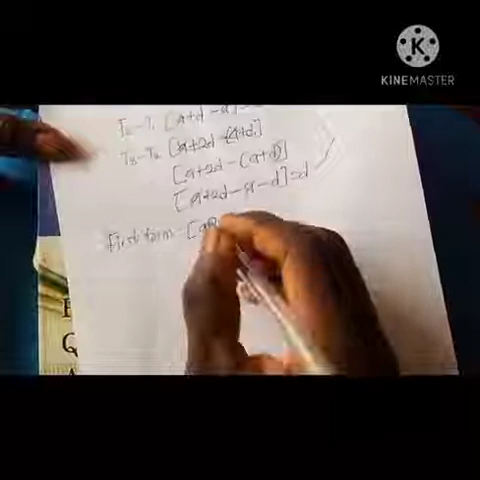 KINEMASTER
T₂-T₁ [a+d-a]=
T₃-T₂ [a+2d-(a+d)]
[a+2d-(a+d)]
[a+2d-a-d]=d
First term - [a